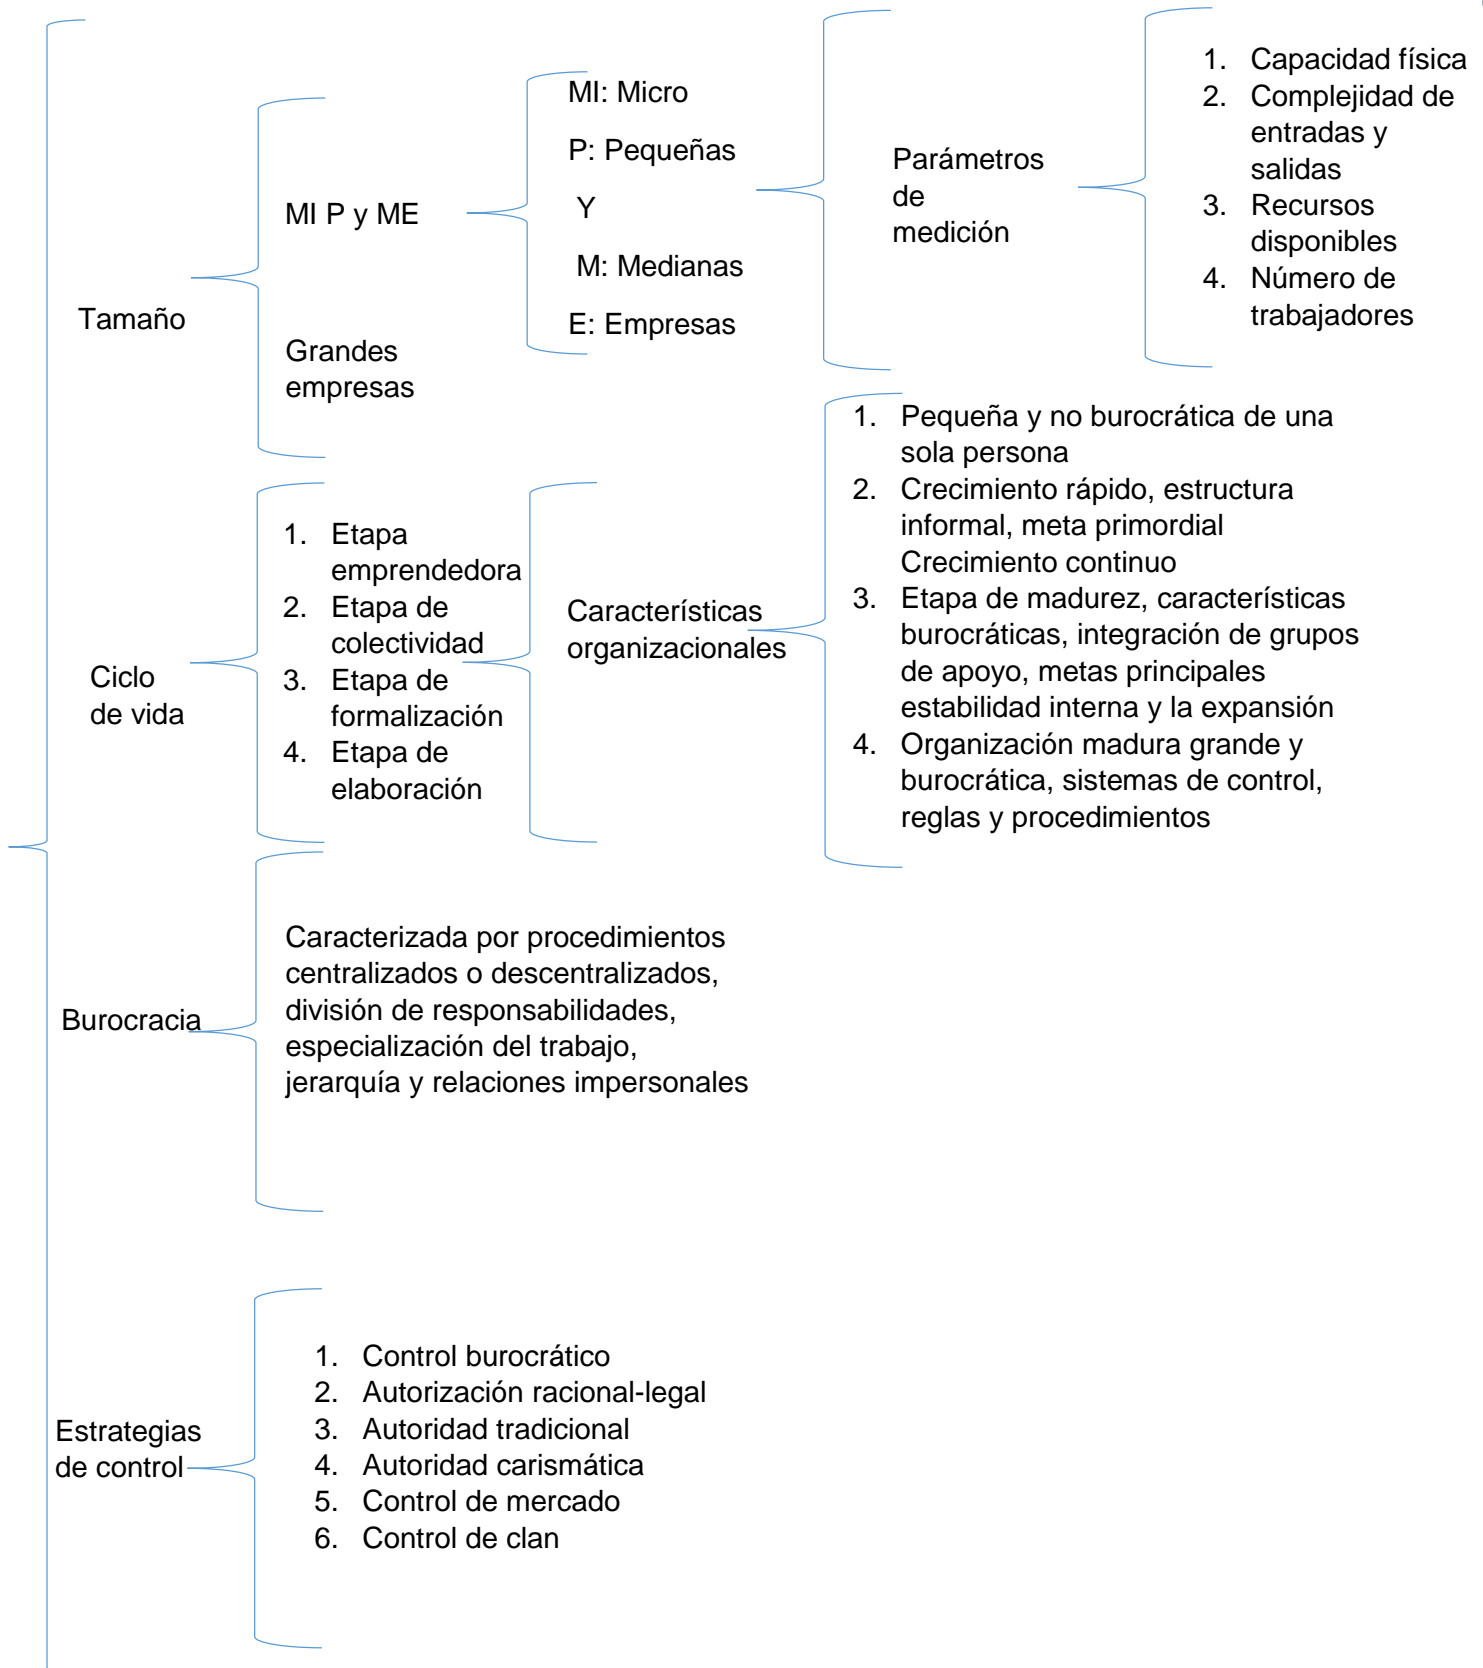 Tamaño
MI P y ME
Grandes
empresas
MI: Micro
P: Pequeñas
Y
M: Medianas
E: Empresas
Parámetros
de
medición
1. Capacidad física
2. Complejidad de
entradas y
salidas
3. Recursos
disponibles
4. Número de
trabajadores
Ciclo
de vida
1. Etapa
emprendedora
2. Etapa de
colectividad
3. Etapa de
formalización
4. Etapa de
elaboración
Características
organizacionales
1. Pequeña y no burocrática de una
sola persona
2. Crecimiento rápido, estructura
informal, meta primordial
Crecimiento continuo
3. Etapa de madurez, características
burocráticas, integración de grupos
de apoyo, metas principales
estabilidad interna y la expansión
4. Organización madura grande y
burocrática, sistemas de control,
reglas y procedimientos
Burocracia
Caracterizada por procedimientos
centralizados o descentralizados,
división de responsabilidades,
especialización del trabajo,
jerarquía y relaciones impersonales
Estrategias
de control
1. Control burocrático
2. Autorización racional-legal
3. Autoridad tradicional
4. Autoridad carismática
5. Control de mercado
6. Control de clan